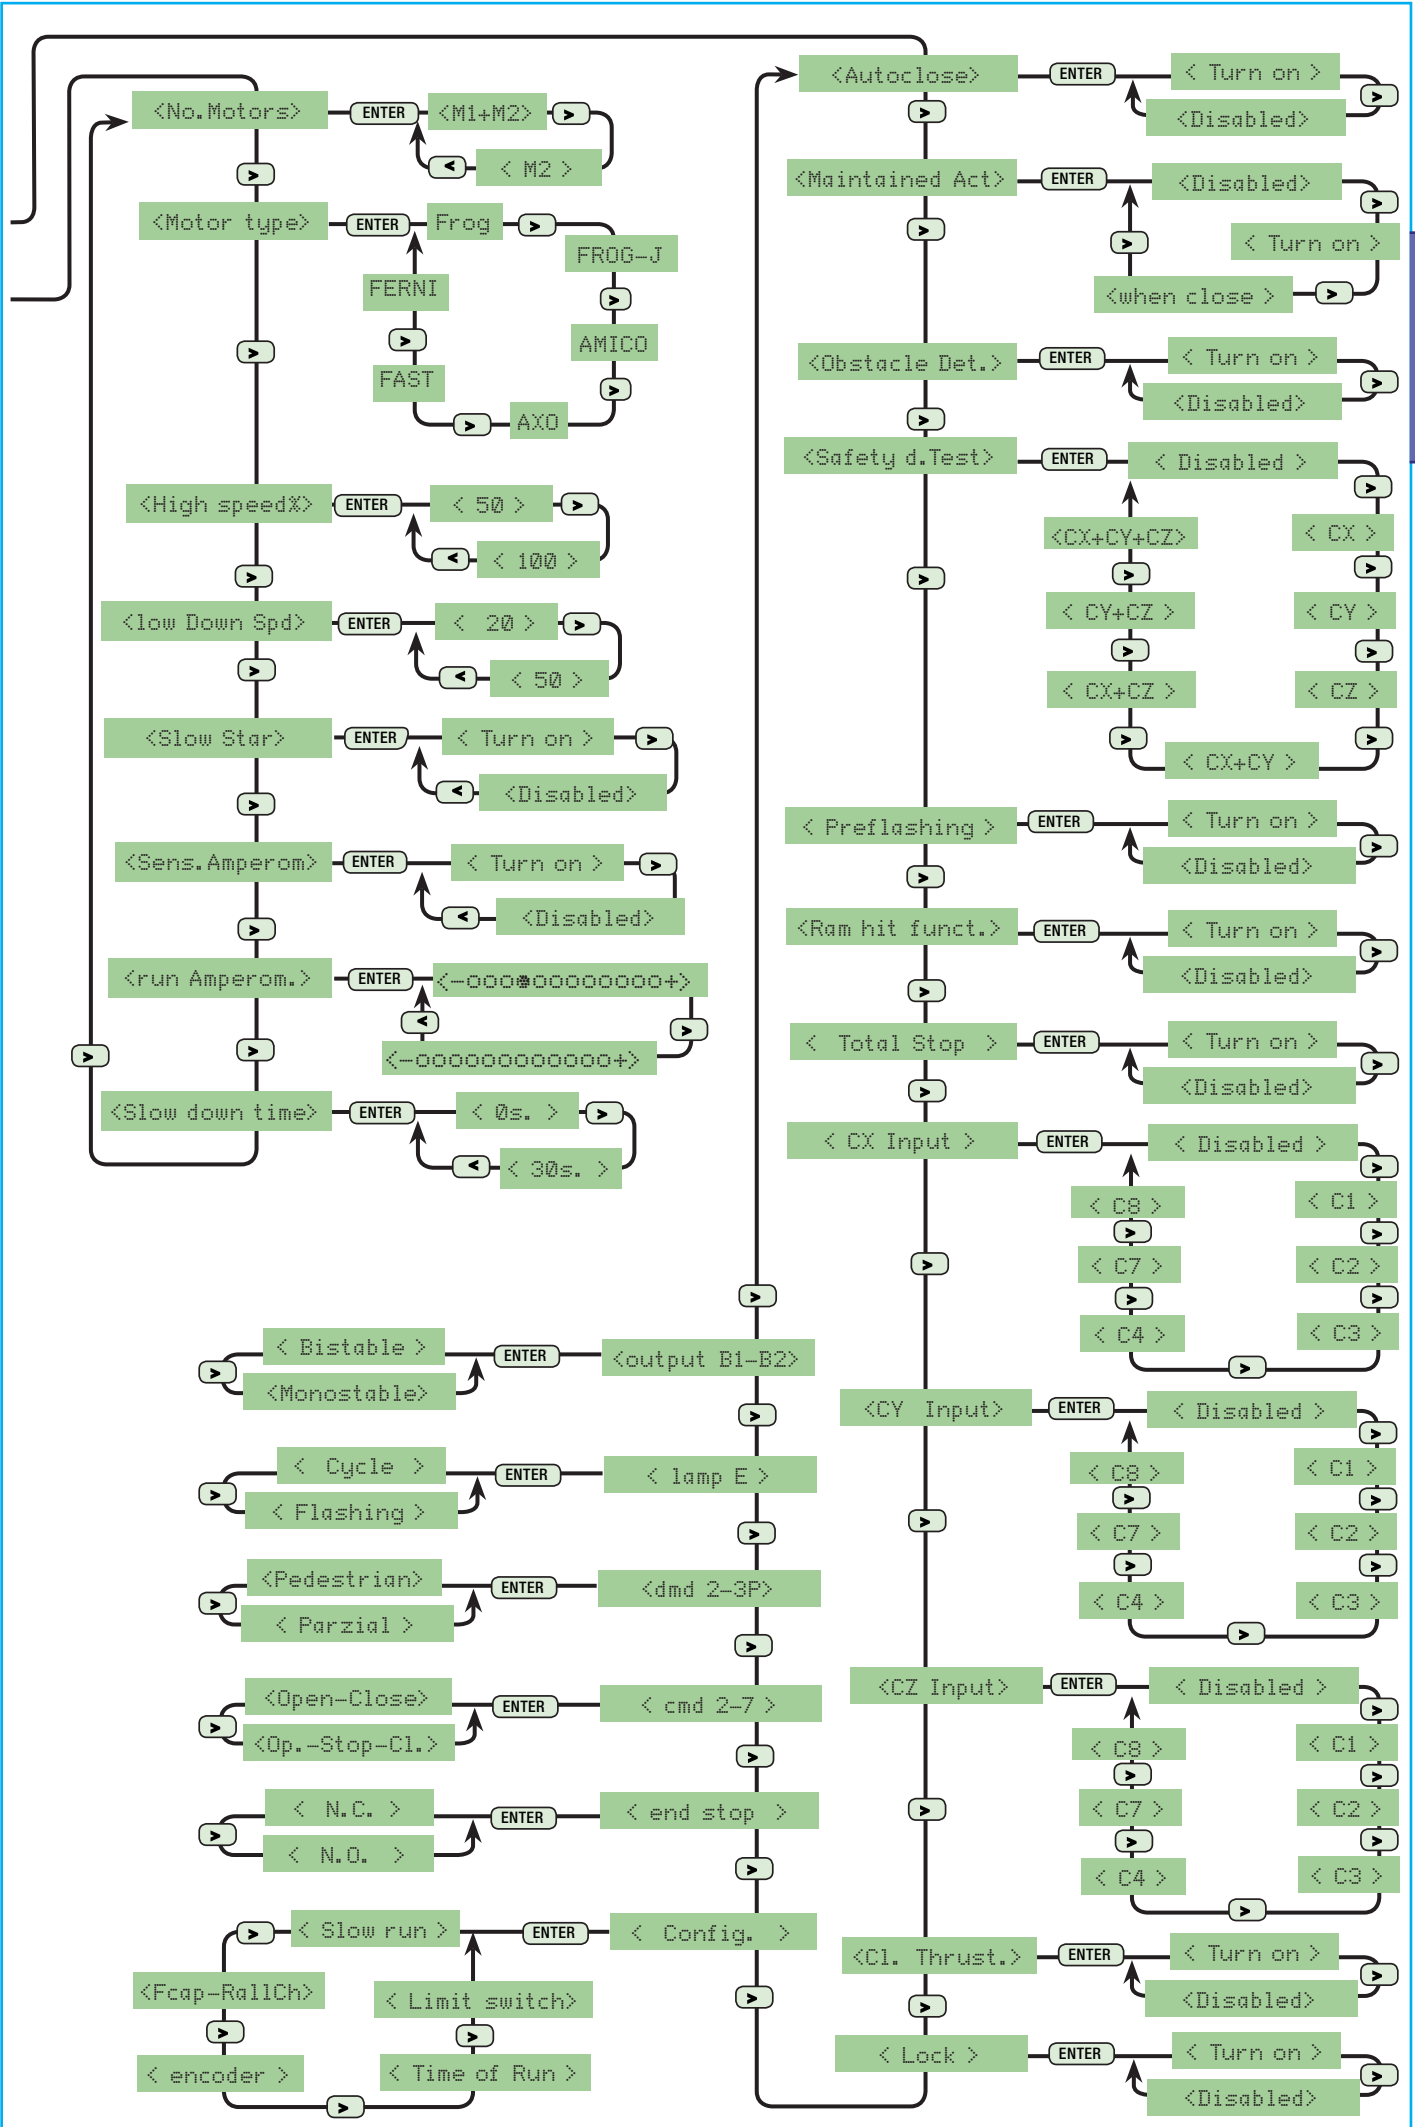 <No.Motors>
ENTER
<M1+M2>
>
<
< M2 >
>
<Motor type>
ENTER
Frog
>
FROG-J
>
AMICO
>
AXO
>
FAST
>
FERNI
>
<High speed%>
ENTER
< 50 >
>
<
< 100 >
>
<low Down Spd>
ENTER
< 20 >
>
<
< 50 >
>
<Slow Star>
ENTER
< Turn on >
>
<
<Disabled>
>
<Sens.Amperom>
ENTER
< Turn on >
>
<
<Disabled>
>
<run Amperom.>
ENTER
<-ooo●oooooooooo+>
<
>
<-oooooooooooo+>
>
>
<Slow down time>
ENTER
< 0s. >
>
<
< 30s. >
>
< Bistable >
ENTER
<output B1-B2>
>
<Monostable>
>
< Cycle >
ENTER
< lamp E >
>
< Flashing >
>
<Pedestrian>
ENTER
<dmd 2-3P>
>
< Parzial >
>
<Open-Close>
ENTER
< cmd 2-7 >
>
<Op.-Stop-Cl.>
>
< N.C. >
ENTER
< end stop >
>
< N.O. >
>
>
< Slow run >
ENTER
< Config. >
<Fcap-RallCh>
< Limit switch>
>
>
>
< encoder >
< Time of Run >
>
<Autoclose>
ENTER
< Turn on >
>
<Disabled>
>
<Maintained Act>
ENTER
<Disabled>
>
< Turn on >
>
<when close >
>
>
<Obstacle Det.>
ENTER
< Turn on >
>
<Disabled>
>
<Safety d.Test>
ENTER
< Disabled >
>
< CX >
>
< CY >
>
< CZ >
>
< CX+CY >
>
< CX+CZ >
>
< CY+CZ >
>
<CX+CY+CZ>
>
< Preflashing >
ENTER
< Turn on >
>
<Disabled>
>
<Ram hit funct.>
ENTER
< Turn on >
>
<Disabled>
>
< Total Stop >
ENTER
< Turn on >
>
<Disabled>
>
< CX Input >
ENTER
< Disabled >
>
< C1 >
>
< C2 >
>
< C3 >
>
< C4 >
>
< C7 >
>
< C8 >
>
<CY Input>
ENTER
< Disabled >
>
< C1 >
>
< C2 >
>
< C3 >
>
< C4 >
>
< C7 >
>
< C8 >
>
<CZ Input>
ENTER
< Disabled >
>
< C1 >
>
< C2 >
>
< C3 >
>
< C4 >
>
< C7 >
>
< C8 >
>
<Cl. Thrust.>
ENTER
< Turn on >
>
<Disabled>
>
< Lock >
ENTER
< Turn on >
>
<Disabled>